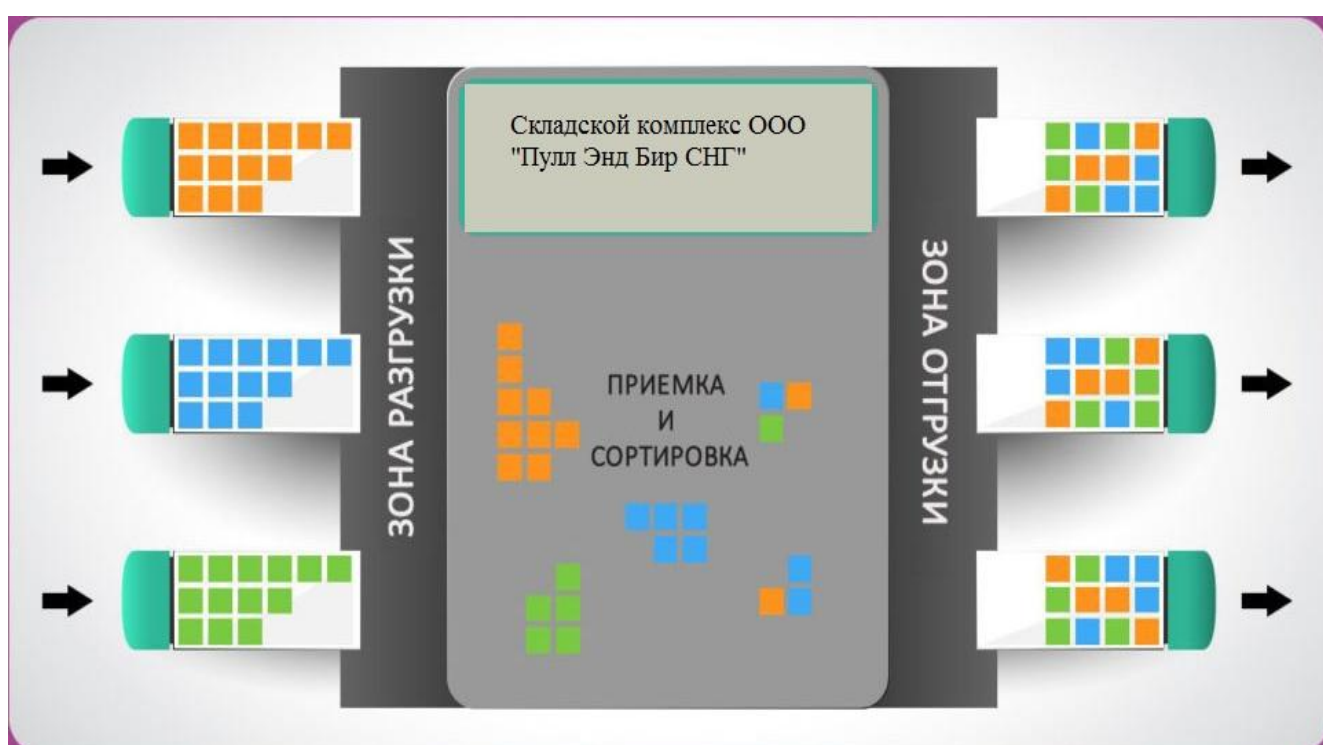 Складской комплекс ООО
"Пулл Энд Бир СНГ"
ЗОНА РАЗГРУЗКИ
ПРИЕМКА
И
СОРТИРОВКА
ЗОНА ОТГРУЗКИ